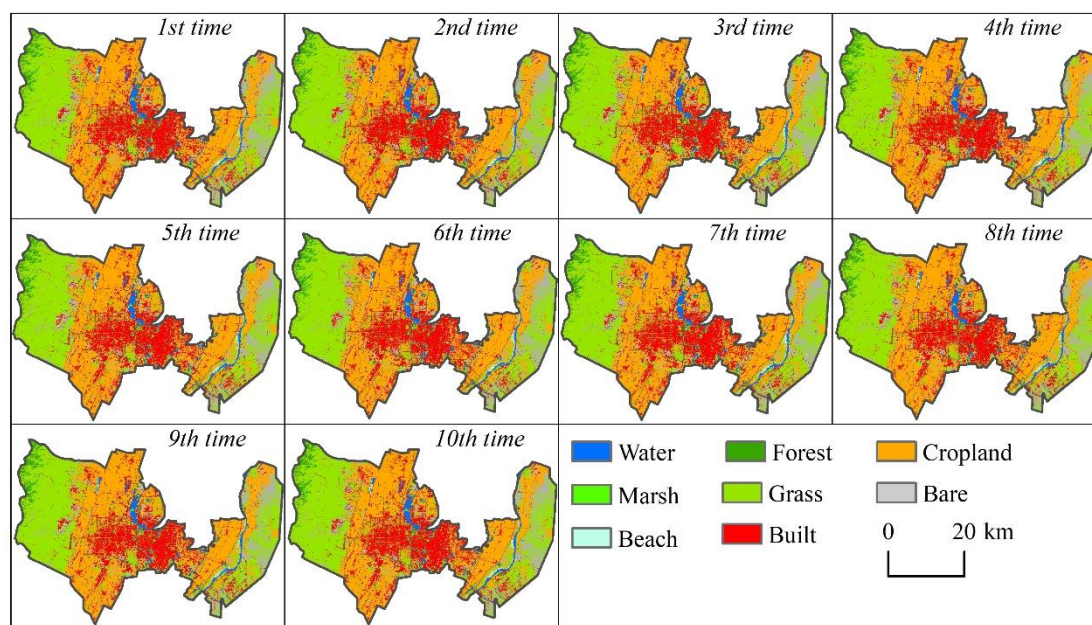 1st time
2nd time
3rd time
4th time
5th time
6th time
7th time
8th time
9th time
10th time
Water
Forest
Cropland
Marsh
Grass
Bare
Beach
Built
0 20 km